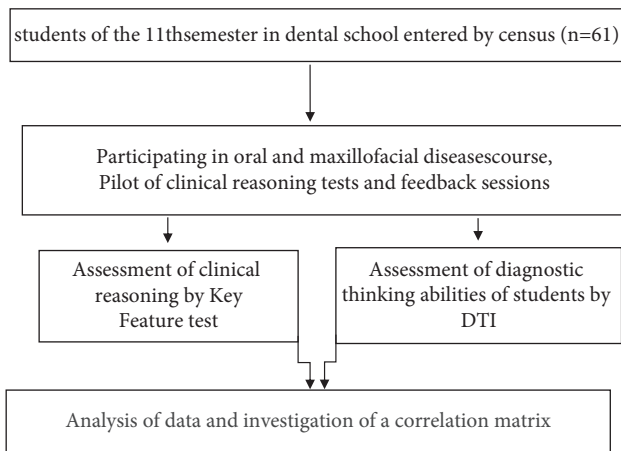 students of the 11thsemester in dental school entered by census (n=61)
Participating in oral and maxillofacial diseasescourse,
Pilot of clinical reasoning tests and feedback sessions
Assessment of clinical
reasoning by Key
Feature test
Assessment of diagnostic
thinking abilities of students by
DTI
Analysis of data and investigation of a correlation matrix